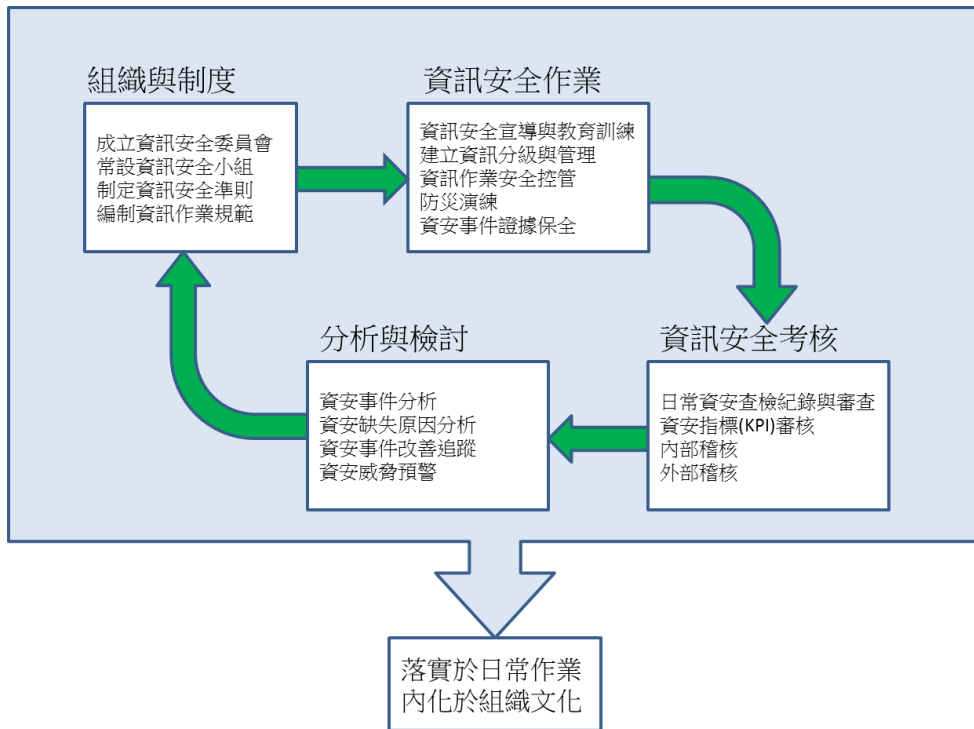 組織與制度
成立資訊安全委員會
常設資訊安全小組
制定資訊安全準則
編制資訊作業規範
資訊安全作業
資訊安全宣導與教育訓練
建立資訊分級與管理
資訊作業安全控管
防災演練
資安事件證據保全
資訊安全考核
日常資安查檢紀錄與審查
資安指標(KPI)審核
內部稽核
外部稽核
分析與檢討
資安事件分析
資安缺失原因分析
資安事件改善追蹤
資安威脅預警
落實於日常作業
內化於組織文化